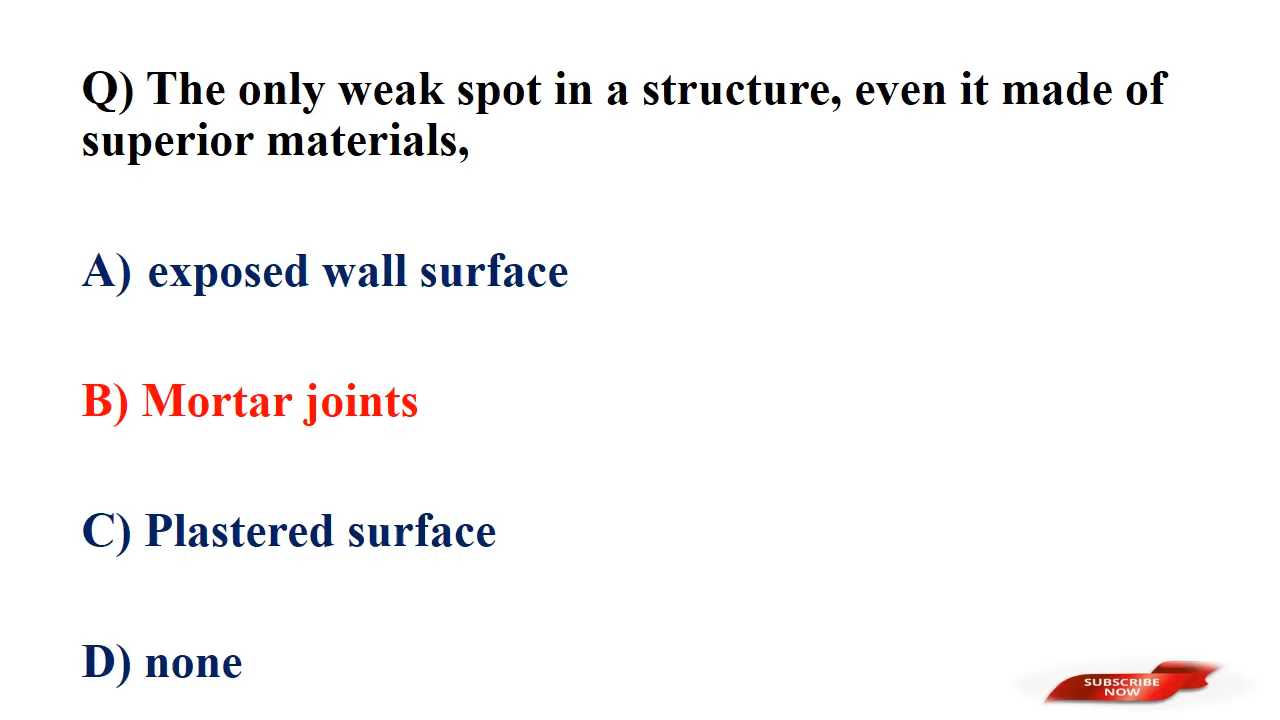 Q) The only weak spot in a structure, even it made of
superior materials,
A) exposed wall surface
B) Mortar joints
C) Plastered surface
D) none
SUBSCRIBE
NOW